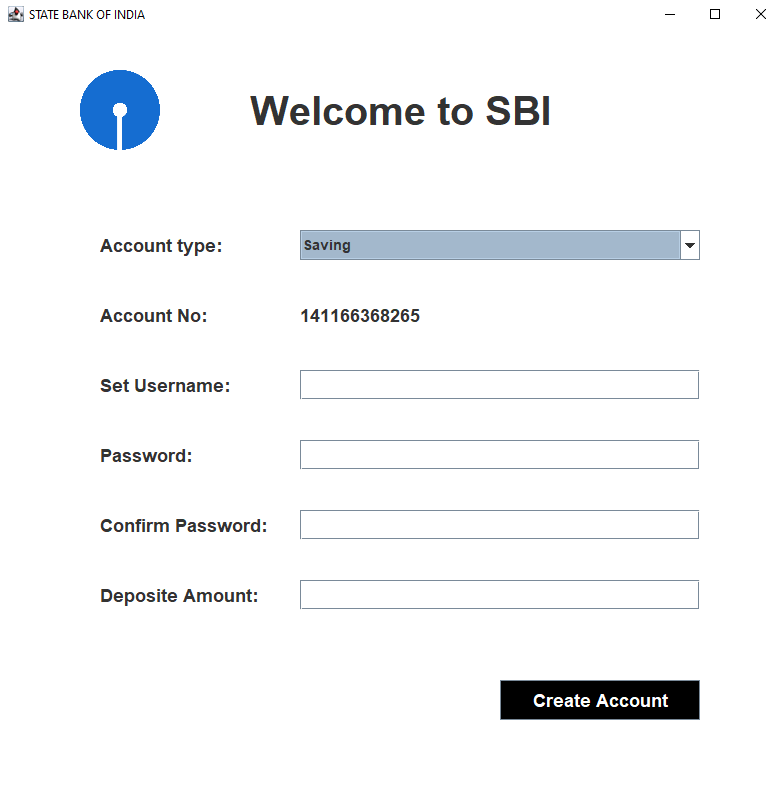 STATE BANK OF INDIA
Welcome to SBI
Account type: Saving
Account No: 141166368265
Set Username:
Password:
Confirm Password:
Deposite Amount:
Create Account